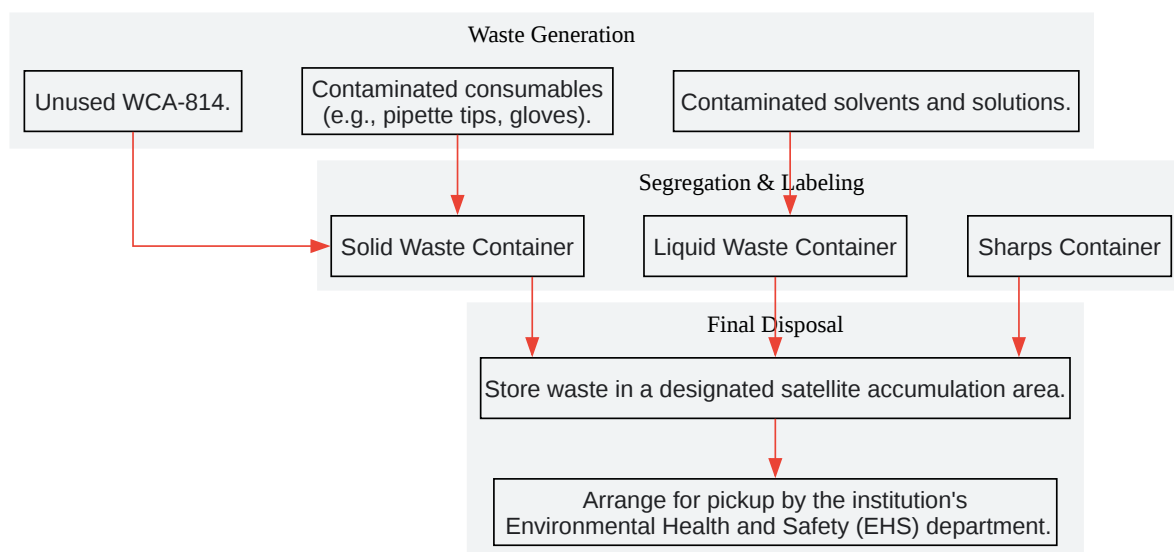 Waste Generation
Unused WCA-814.
Contaminated consumables
(e.g., pipette tips, gloves).
Contaminated solvents and solutions.
Segregation & Labeling
Solid Waste Container
Liquid Waste Container
Sharps Container
Final Disposal
Store waste in a designated satellite accumulation area.
Arrange for pickup by the institution's
Environmental Health and Safety (EHS) department.